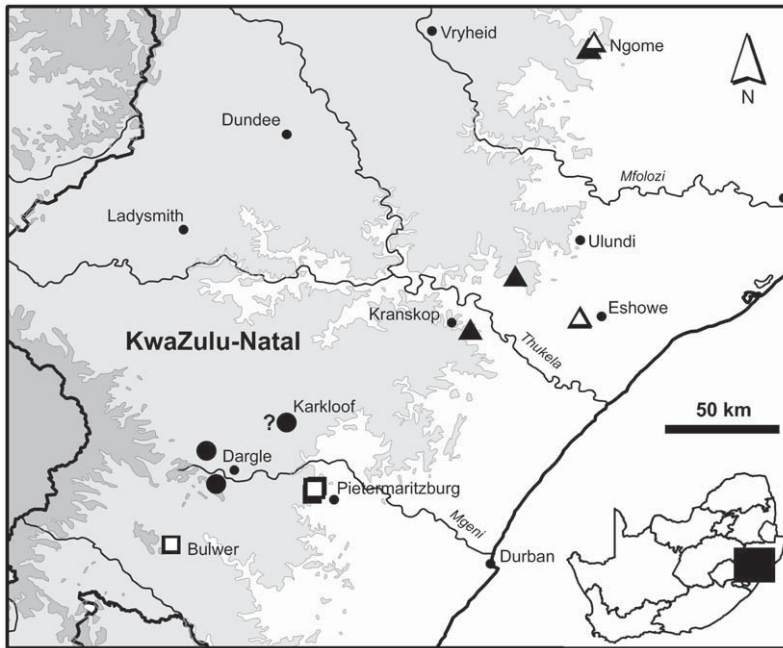 Vryheid
Ngome
N
Dundee
Mfolozi
Ladysmith
Ulundi
Kranskop
Eshowe
KwaZulu-Natal
Thukela
Karkloof
?
50 km
Dargle
Pietermaritzburg
Mgeni
Bulwer
Durban